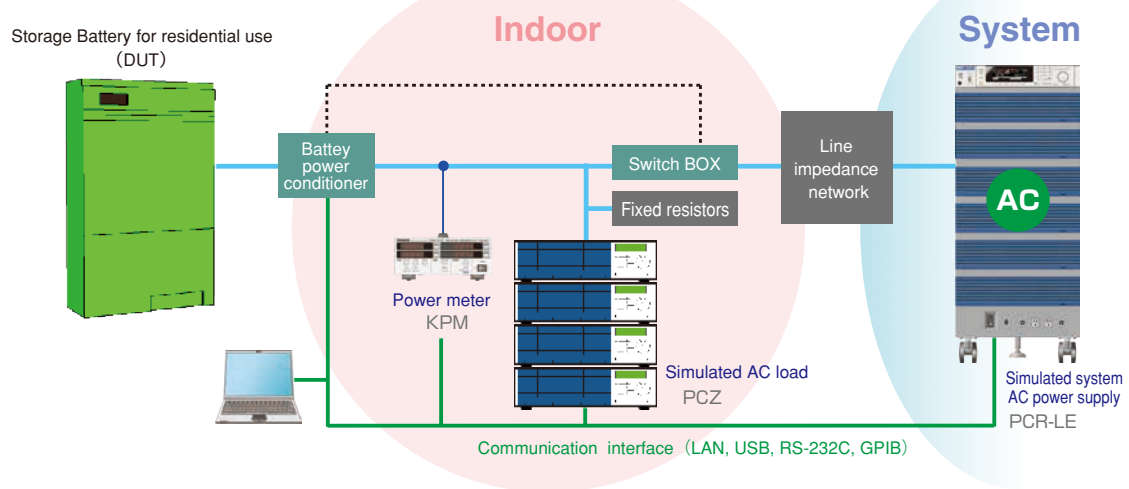 Indoor
System
Storage Battery for residential use
（DUT）
Battey
power
conditioner
Switch BOX
Line
impedance
network
Fixed resistors
AC
Power meter
KPM
Simulated AC load
PCZ
Simulated system
AC power supply
PCR-LE
Communication interface（LAN, USB, RS-232C, GPIB）